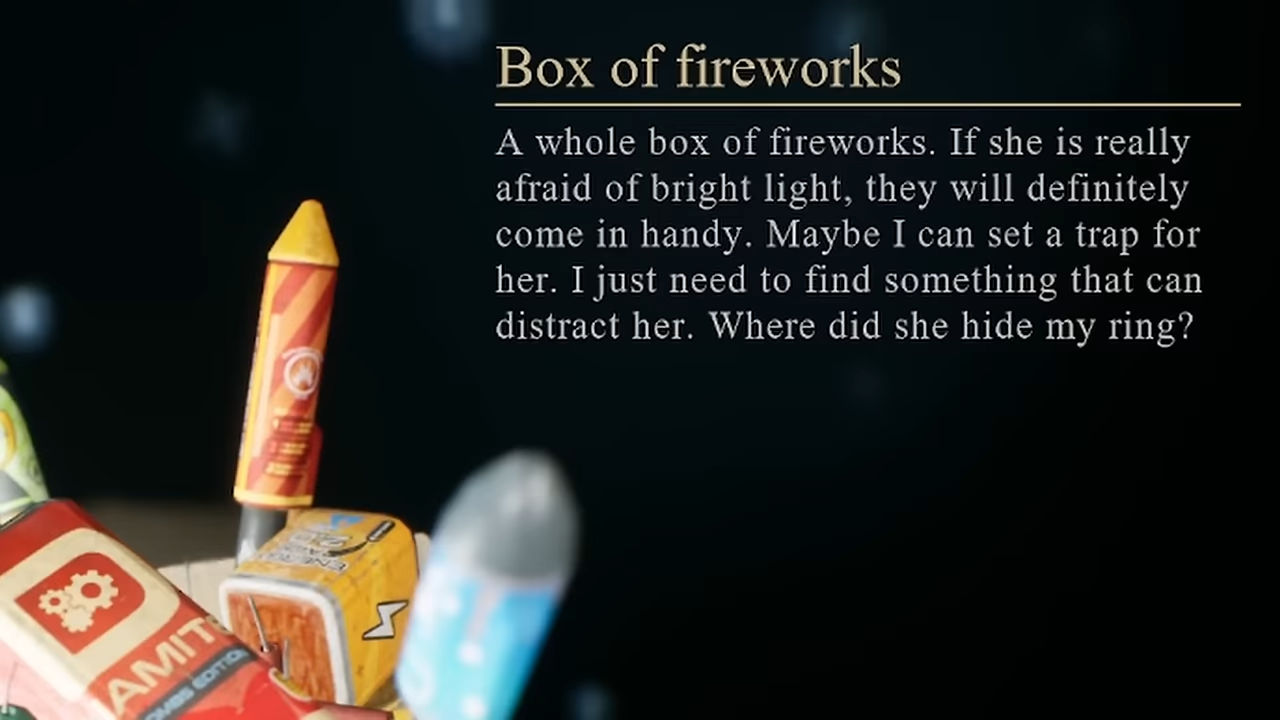 Box of fireworks
A whole box of fireworks. If she is really
afraid of bright light, they will definitely
come in handy. Maybe I can set a trap for
her. I just need to find something that can
distract her. Where did she hide my ring?
AMIT
EDITION